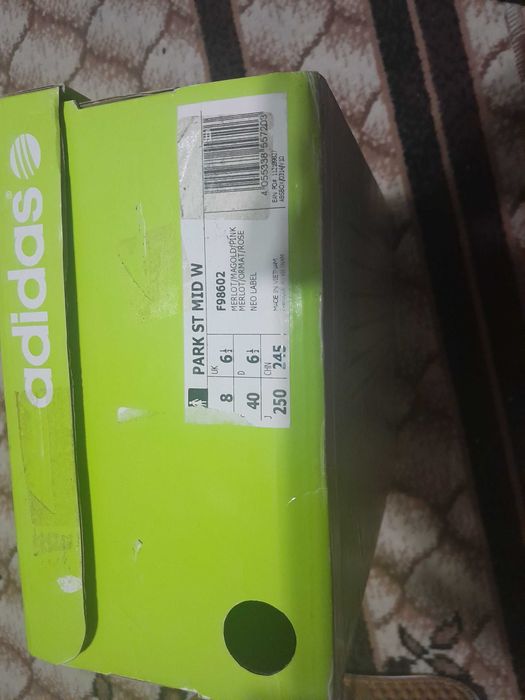 adidas
PARK ST MID W
F98602
MERLOT/MAGOLD/PINK
MERLOT/ORMAT/ROSE
NEO LABEL
MADE IN VIETNAM
UK
8
6½
D
40
6½
J
CHN
250
245